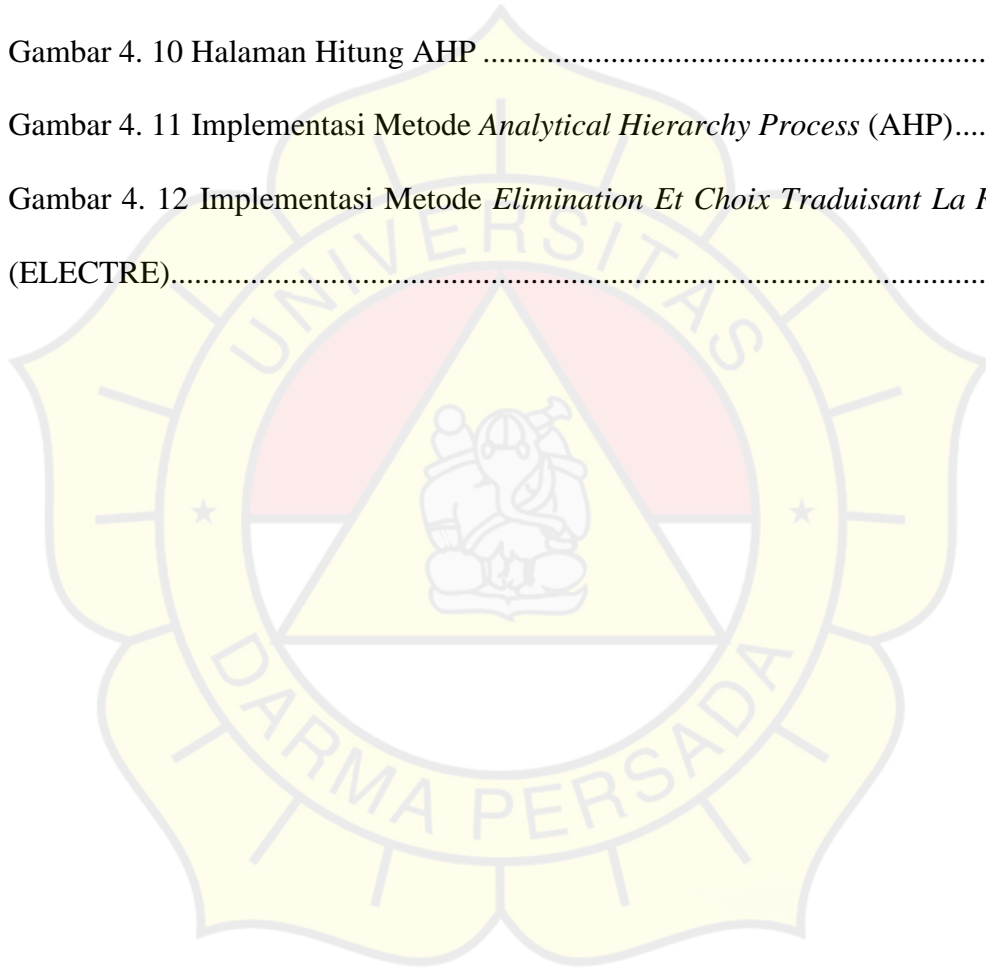 Gambar 4. 10 Halaman Hitung AHP ................................................................
Gambar 4. 11 Implementasi Metode Analytical Hierarchy Process (AHP).....
Gambar 4. 12 Implementasi Metode Elimination Et Choix Traduisant La
(ELECTRE)........................................................................................................
UNIVERSITAS
DARMA PERSADA